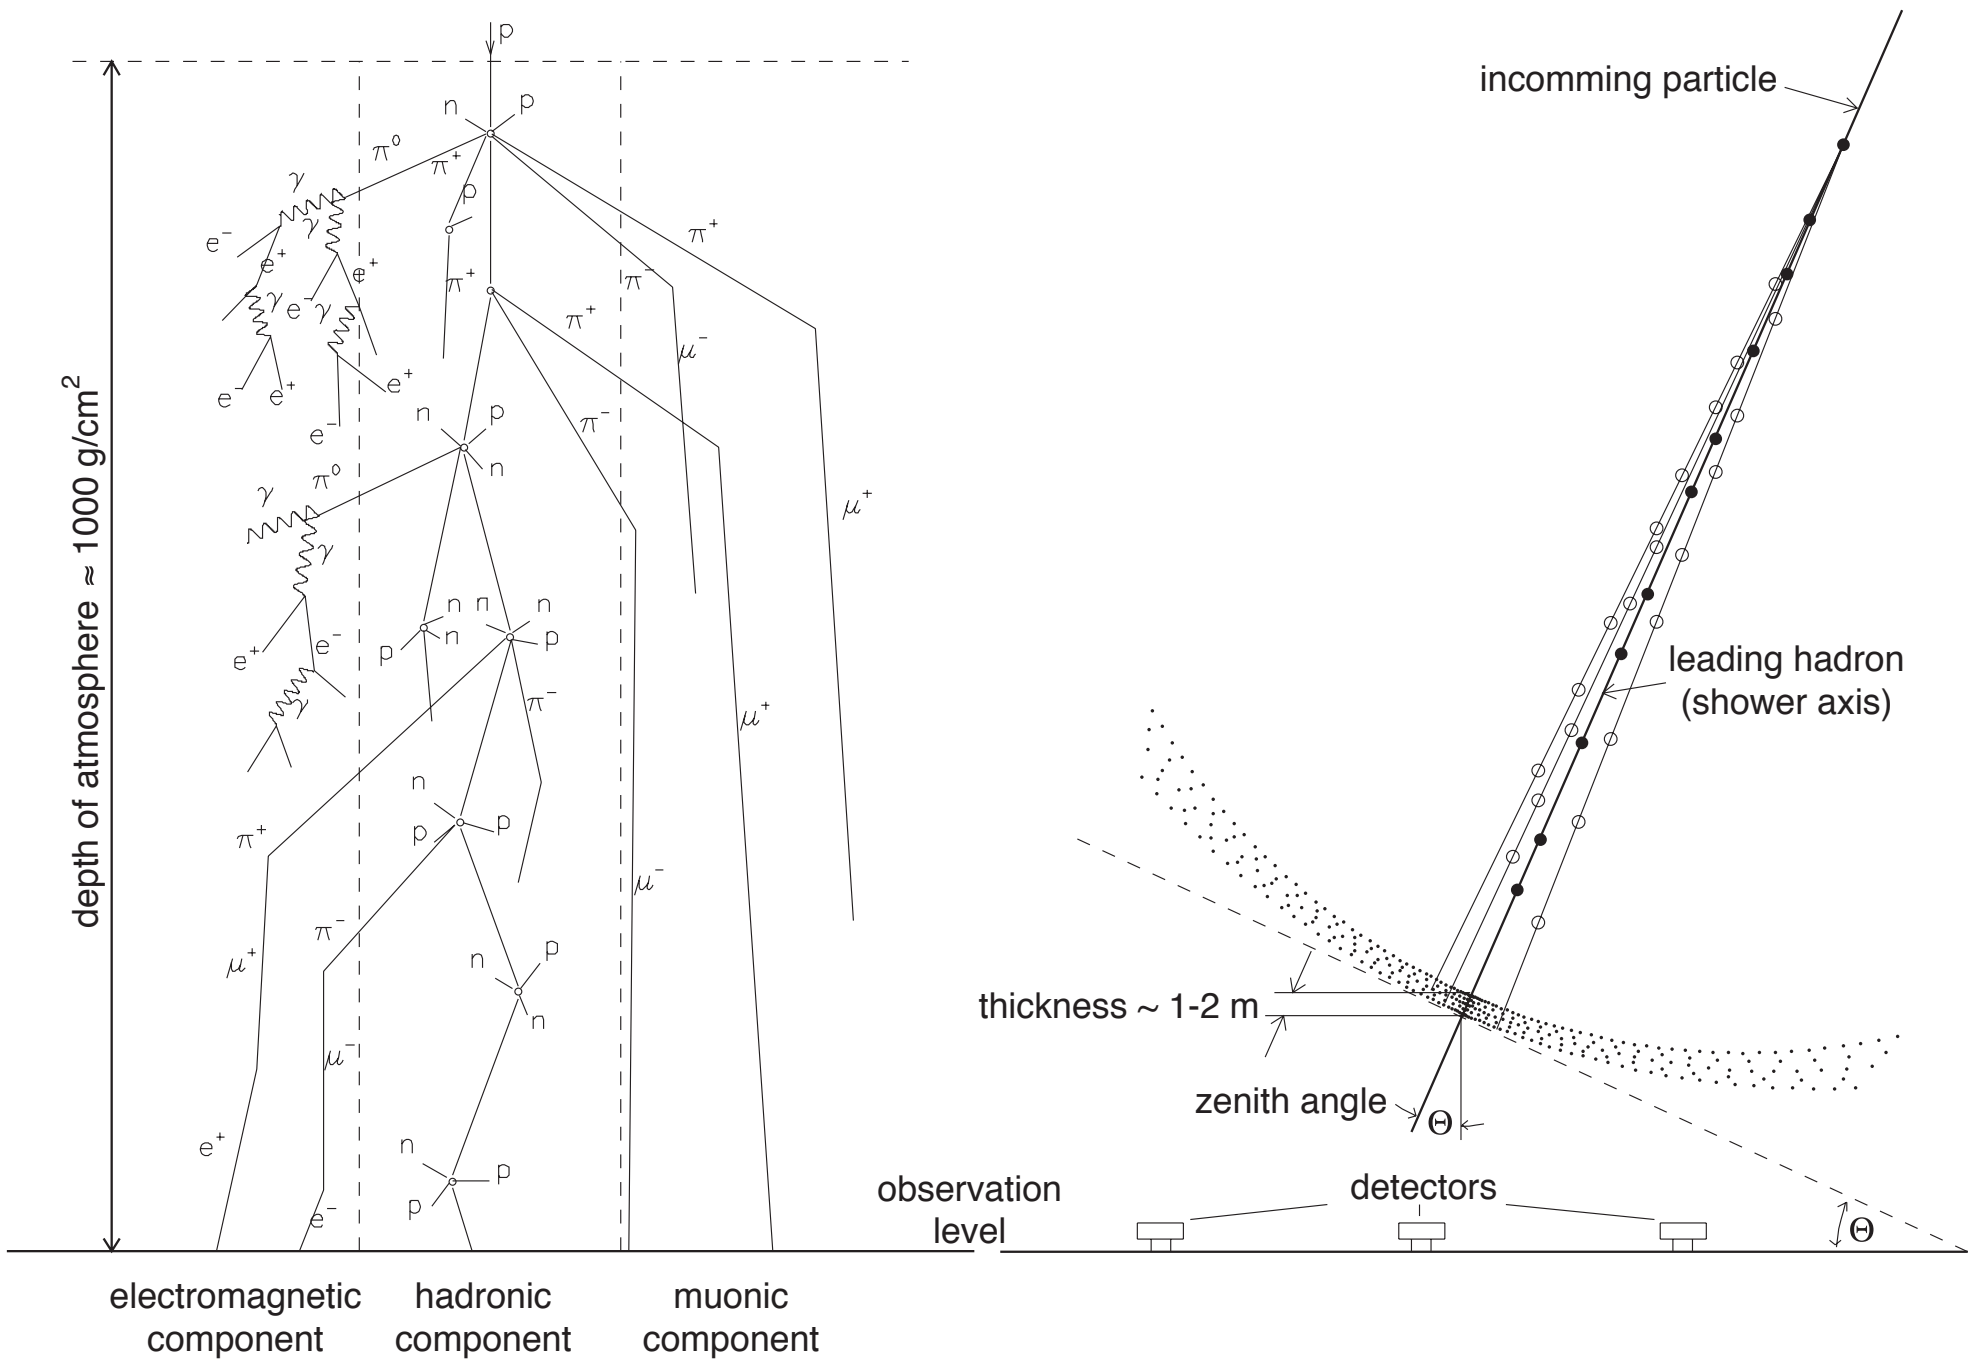 p
n
p
π⁰
π⁺
p
γ
γ
e⁻
e⁺
e⁺
π⁺
π⁺
π⁻
γ
e⁻
γ
π⁺
μ⁻
e⁻
e⁺
e⁺
n
p
π⁻
e⁻
n
π⁰
γ
μ⁺
γ
n
n
n
n
p
p
e⁺
e⁻
γ
π⁻
μ⁺
n
p
p
π⁺
μ⁻
π⁻
n
p
μ⁺
n
μ⁻
e⁺
n
p
p
e⁻
depth of atmosphere ≈ 1000 g/cm²
electromagnetic
component
hadronic
component
muonic
component
observation
level
incomming particle
leading hadron
(shower axis)
thickness ~ 1-2 m
zenith angle
Θ
detectors
Θ